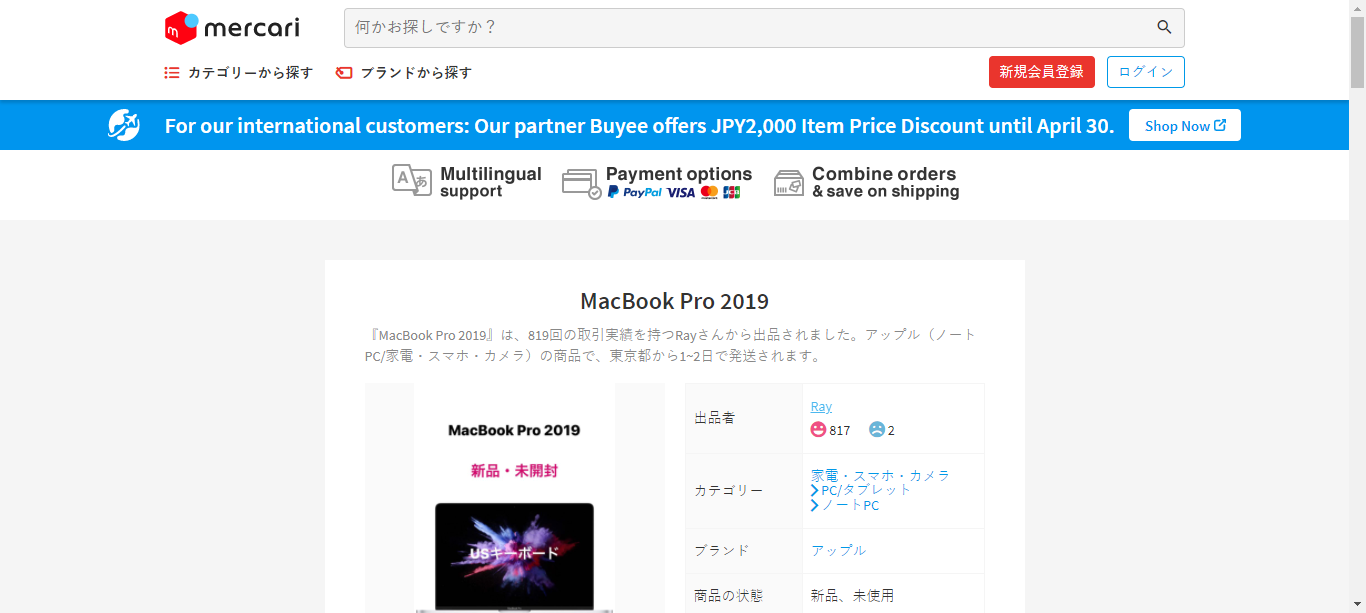 mercari
何かお探しですか？
カテゴリーから探す
ブランドから探す
新規会員登録
ログイン
For our international customers: Our partner Buyee offers JPY2,000 Item Price Discount until April 30.
Shop Now
A あ
Multilingual
support
Payment options
PayPal VISA mastercard JCB
Combine orders
& save on shipping
MacBook Pro 2019
『MacBook Pro 2019』は、819回の取引実績を持つRayさんから出品されました。アップル（ノート
PC/家電・スマホ・カメラ）の商品で、東京都から1~2日で発送されます。
MacBook Pro 2019
新品・未開封
USキーボード
出品者
Ray
817 2
カテゴリー
家電・スマホ・カメラ
PC/タブレット
ノートPC
ブランド
アップル
商品の状態
新品、未使用